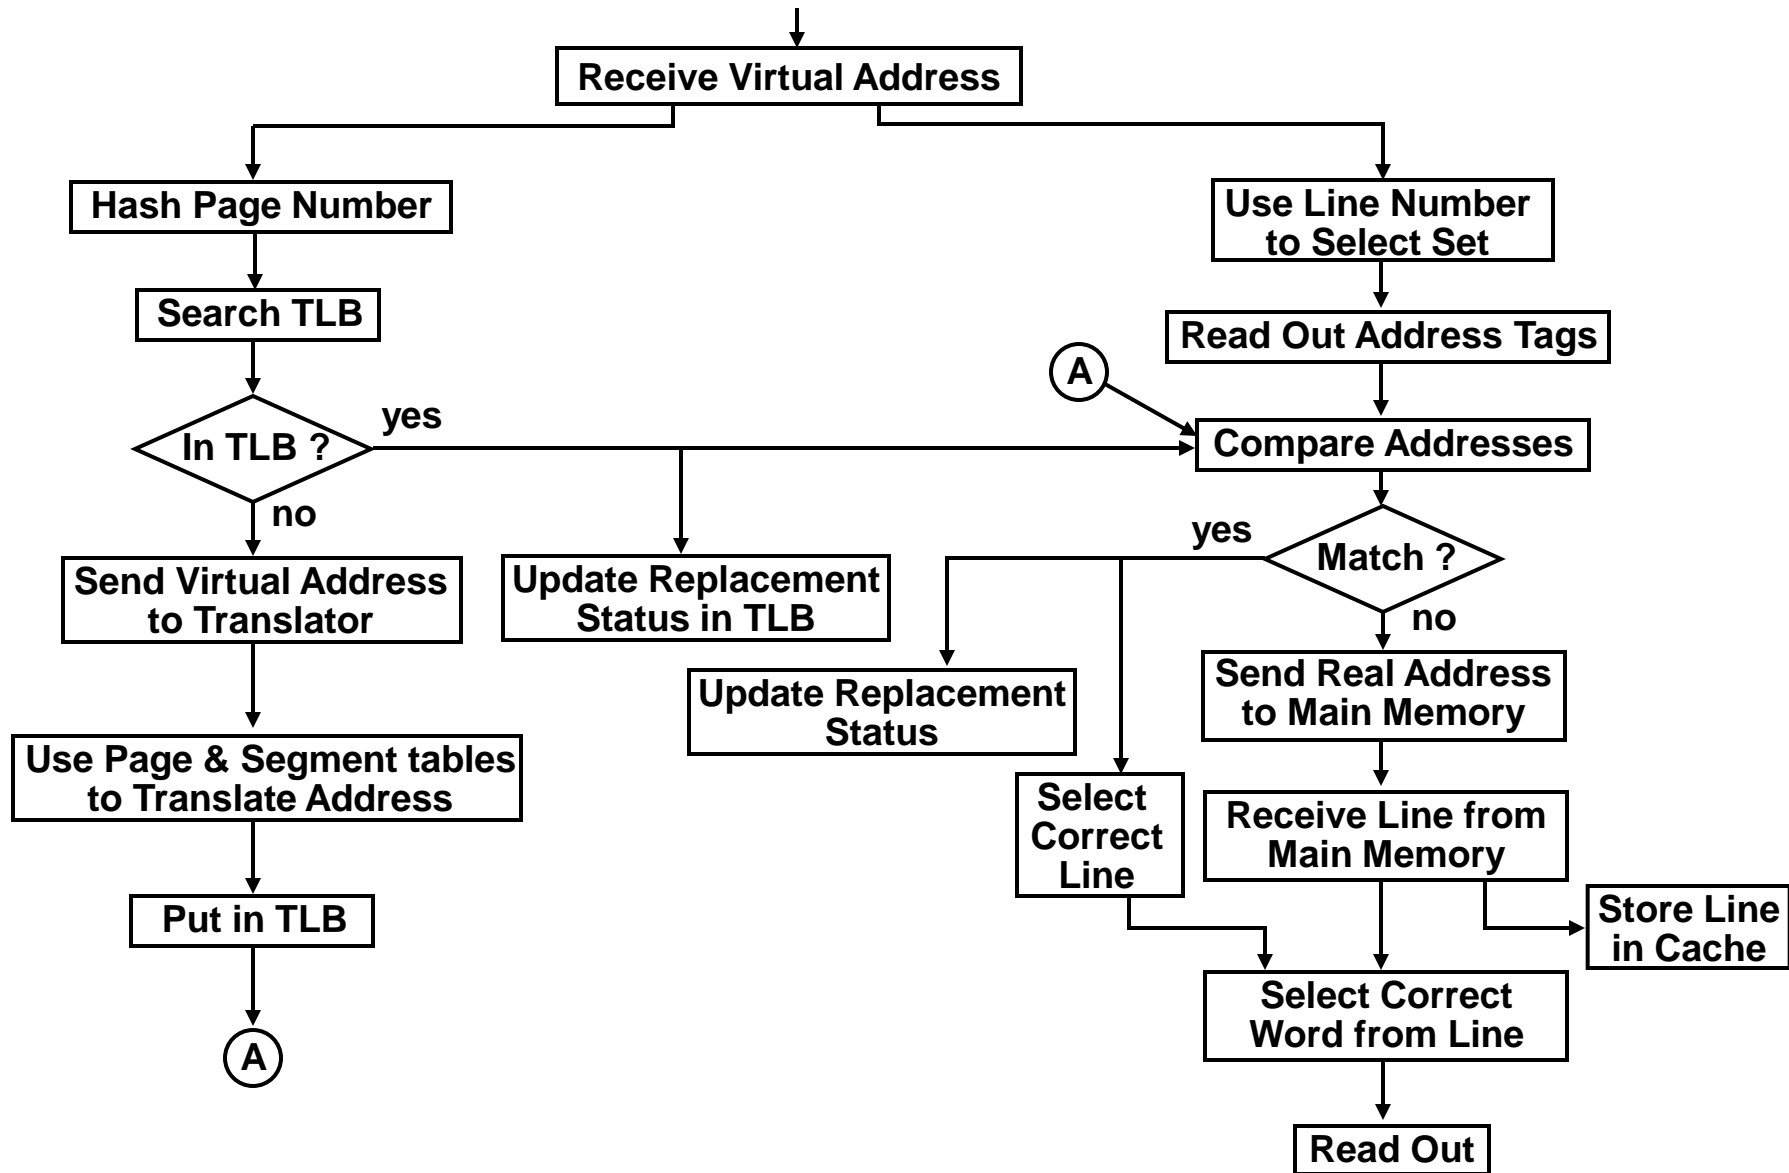 Receive Virtual Address
Hash Page Number
Use Line Number
to Select Set
Search TLB
Read Out Address Tags
A
yes
In TLB ?
Compare Addresses
no
yes
Match ?
Send Virtual Address
to Translator
Update Replacement
Status in TLB
no
Update Replacement
Status
Send Real Address
to Main Memory
Use Page & Segment tables
to Translate Address
Select
Correct
Line
Receive Line from
Main Memory
Put in TLB
Store Line
in Cache
Select Correct
Word from Line
A
Read Out